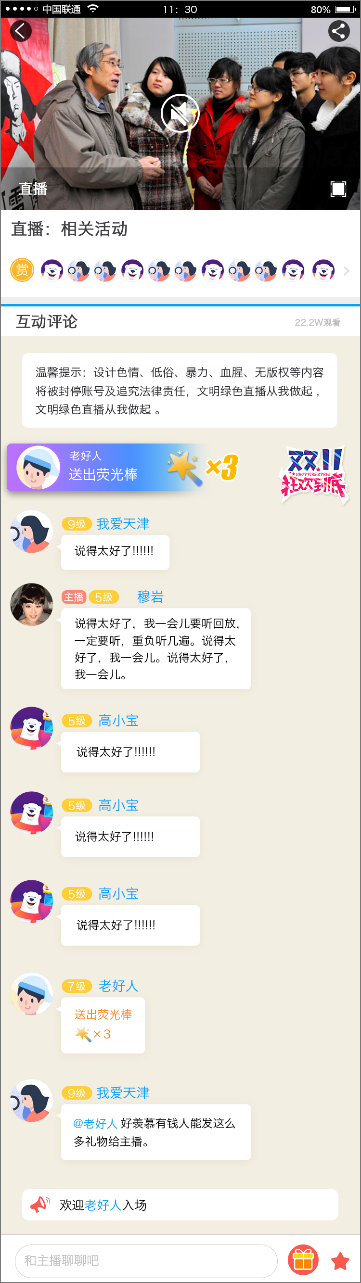 中国联通 11：30 80%
直播
直播：相关活动
赏
互动评论 22.2W观看
温馨提示：设计色情、低俗、暴力、血腥、无版权等内容
将被封停账号及追究法律责任，文明绿色直播从我做起，
文明绿色直播从我做起 。
老好人
送出荧光棒 ×3
双11
狂欢到底
9级 我爱天津
说得太好了!!!!!!
主播 5级 穆岩
说得太好了，我一会儿要听回放、
一定要听，重负听几遍。说得太
好了，我一会儿。说得太好了，
我一会儿。
5级 高小宝
说得太好了!!!!!!
5级 高小宝
说得太好了!!!!!!
5级 高小宝
说得太好了!!!!!!
7级 老好人
送出荧光棒
×3
9级 我爱天津
@老好人 好羡慕有钱人能发这么
多礼物给主播。
欢迎老好人入场
和主播聊聊吧